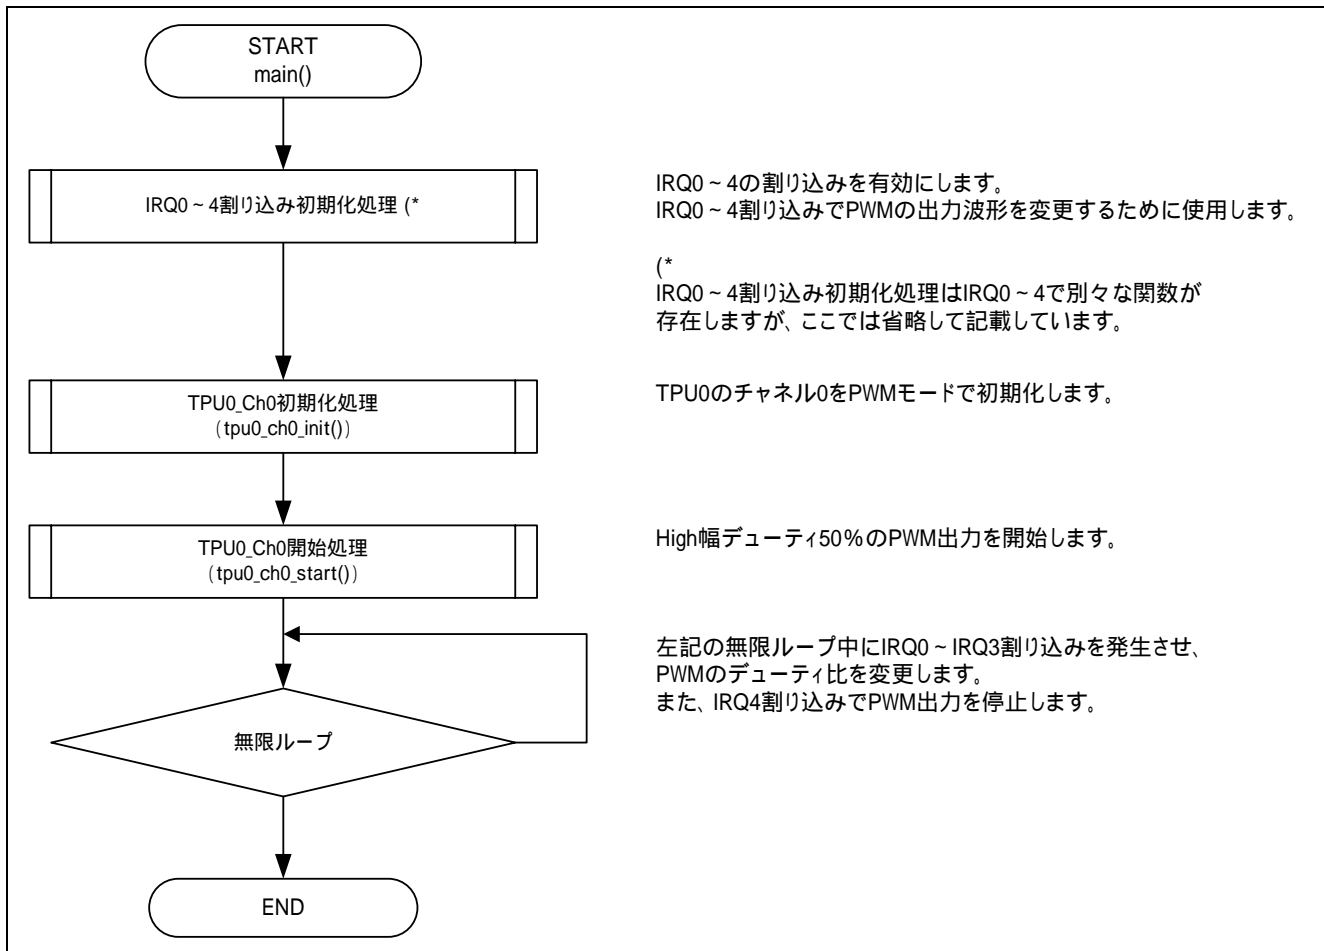 START
main()
IRQ0 ~ 4割り込み初期化処理 (*
IRQ0 ~ 4の割り込みを有効にします。
IRQ0 ~ 4割り込みでPWMの出力波形を変更するために使用します。
(*
IRQ0 ~ 4割り込み初期化処理はIRQ0 ~ 4で別々な関数が
存在しますが、ここでは省略して記載しています。
TPU0_Ch0初期化処理
(tpu0_ch0_init())
TPU0のチャネル0をPWMモードで初期化します。
TPU0_Ch0開始処理
(tpu0_ch0_start())
High幅デューティ50%のPWM出力を開始します。
左記の無限ループ中にIRQ0 ~ IRQ3割り込みを発生させ、
PWMのデューティ比を変更します。
また、IRQ4割り込みでPWM出力を停止します。
無限ループ
END